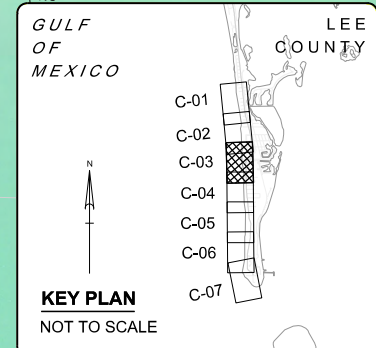 GULF
OF
MEXICO
LEE
COUNTY
C-01
C-02
C-03
C-04
C-05
C-06
C-07
N
KEY PLAN
NOT TO SCALE